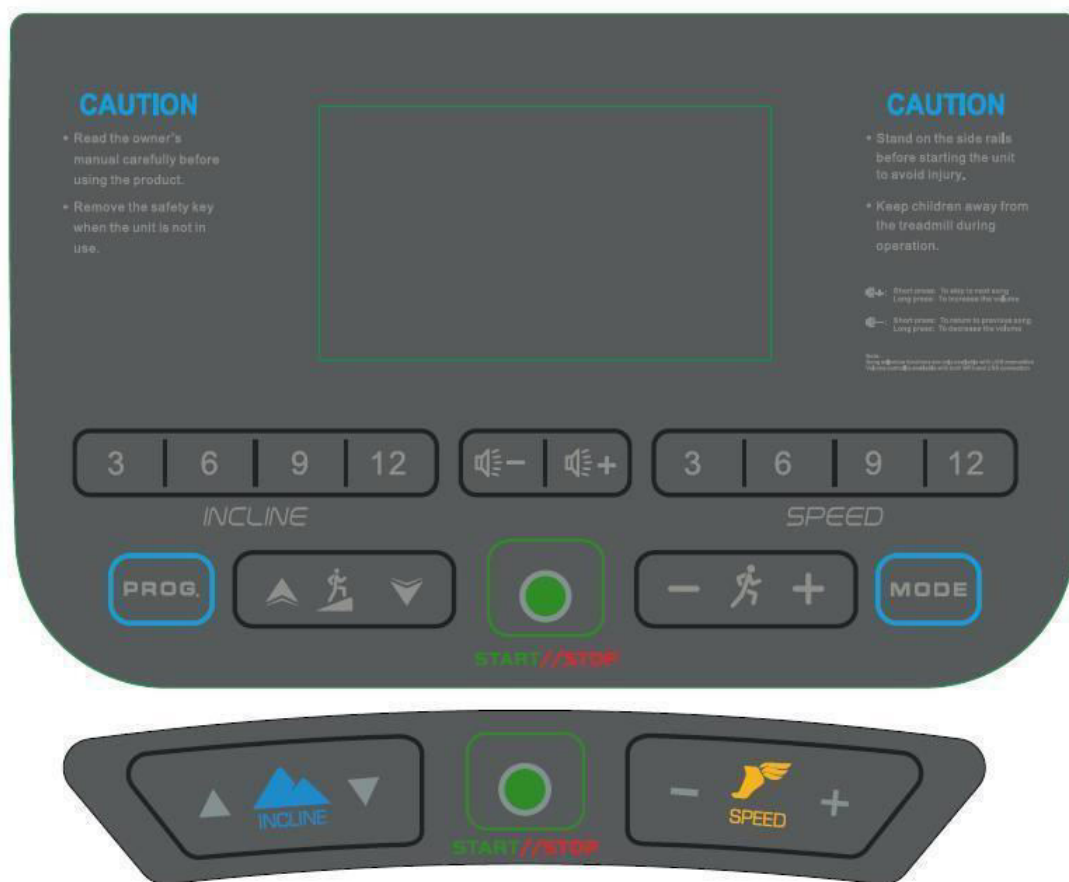 CAUTION
• Read the owner's
manual carefully before
using the product.
• Remove the safety key
when the unit is not in
use.
CAUTION
• Stand on the side rails
before starting the unit
to avoid injury.
• Keep children away from
the treadmill during
operation.
+: Short press: To skip to next song
Long press: To increase the volume
−: Short press: To return to previous song
Long press: To decrease the volume
Note:
3 6 9 12
− +
3 6 9 12
INCLINE
SPEED
PROG.
− +
MODE
START//STOP
INCLINE
− SPEED +
START//STOP